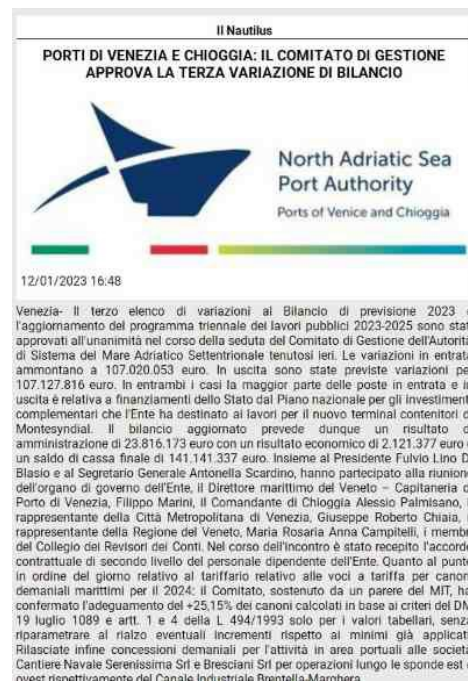 Il Nautilus
PORTI DI VENEZIA E CHIOGGIA: IL COMITATO DI GESTIONE
APPROVA LA TERZA VARIAZIONE DI BILANCIO
North Adriatic Sea
Port Authority
Ports of Venice and Chioggia
12/01/2023 16:48
Venezia- Il terzo elenco di variazioni al Bilancio di previsione 2023
l'aggiornamento del programma triennale dei lavori pubblici 2023-2025 sono stat
approvati all'unanimità nel corso della seduta del Comitato di Gestione dell'Autorità
di Sistema del Mare Adriatico Settentrionale tenutosi ieri. Le variazioni in entrata
ammontano a 107.020.053 euro. In uscita sono state previste variazioni pe
107.127.816 euro. In entrambi i casi la maggior parte delle poste in entrata e i
uscita è relativa a finanziamenti dello Stato dal Piano nazionale per gli investiment
complementari che l'Ente ha destinato ai lavori per il nuovo terminal contenitori d
Montesyndial. Il bilancio aggiornato prevede dunque un risultato d
amministrazione di 23.816.173 euro con un risultato economico di 2.121.377 euro
un saldo di cassa finale di 141.141.337 euro. Insieme al Presidente Fulvio Lino D
Blasio e al Segretario Generale Antonella Scardino, hanno partecipato alla riunione
dell'organo di governo dell'Ente, il Direttore marittimo del Veneto – Capitaneria d
Porto di Venezia, Filippo Marini, il Comandante di Chioggia Alessio Palmisano,
rappresentante della Città Metropolitana di Venezia, Giuseppe Roberto Chiaia,
rappresentante della Regione del Veneto, Maria Rosaria Anna Campitelli, i membr
del Collegio dei Revisori dei Conti. Nel corso dell'incontro è stato recepito l'accordo
contrattuale di secondo livello del personale dipendente dell'Ente. Quanto al punto
in ordine del giorno relativo al tariffario relativo alle voci a tariffa per canon
demaniali marittimi per il 2024: il Comitato, sostenuto da un parere del MIT, ha
confermato l'adeguamento del +25,15% dei canoni calcolati in base ai criteri del DM
19 luglio 1089 e artt. 1 e 4 della L 494/1993 solo per i valori tabellari, senza
riparametrare al rialzo eventuali incrementi rispetto ai minimi già applicat
Rilasciate infine concessioni demaniali per l'attività in area portuali alle società
Cantiere Navale Serenissima Srl e Bresciani Srl per operazioni lungo le sponde est
ovest rispettivamente del Canale Industriale Brentella-Marghera.